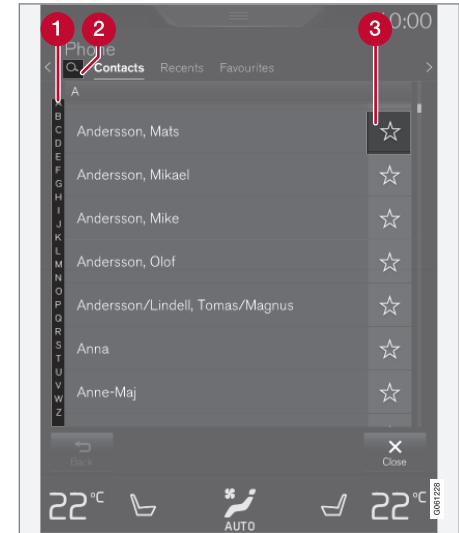 10:00
1 2 3
Phone
Contacts Recents Favourites
A
A
B
C
D
E
F
G
H
I
J
K
L
M
N
O
P
Q
R
S
T
U
V
W
Z
Andersson, Mats
Andersson, Mikael
Andersson, Mike
Andersson, Olof
Andersson/Lindell, Tomas/Magnus
Anna
Anne-Maj
Back
Close
22°C
AUTO
22°C
G061228